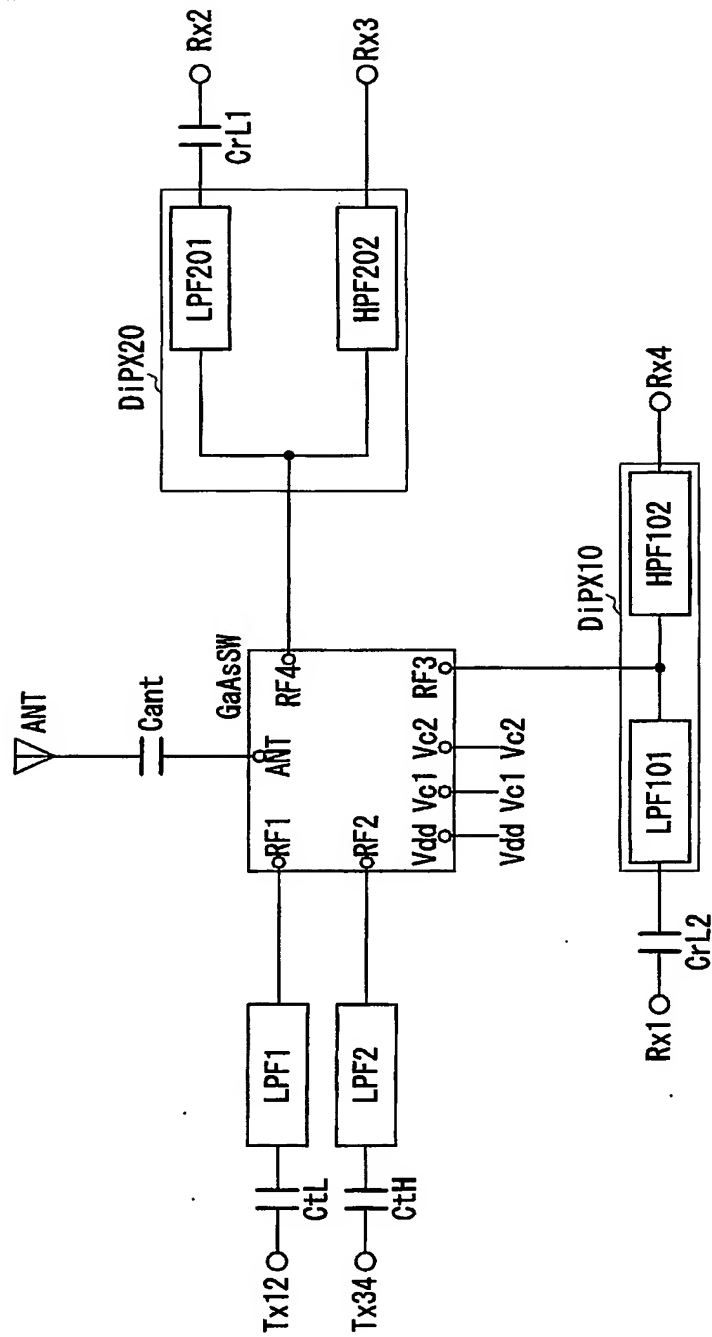 ANT
Cant
GaAsSW
ANT
RF1
RF2
RF4
RF3
Vdd Vc1 Vc2
Vdd Vc1 Vc2
Tx12
CtL
LPF1
Tx34
CtH
LPF2
DiPX20
LPF201
HPF202
CrL1
Rx2
Rx3
DiPX10
LPF101
HPF102
CrL2
Rx1
Rx4